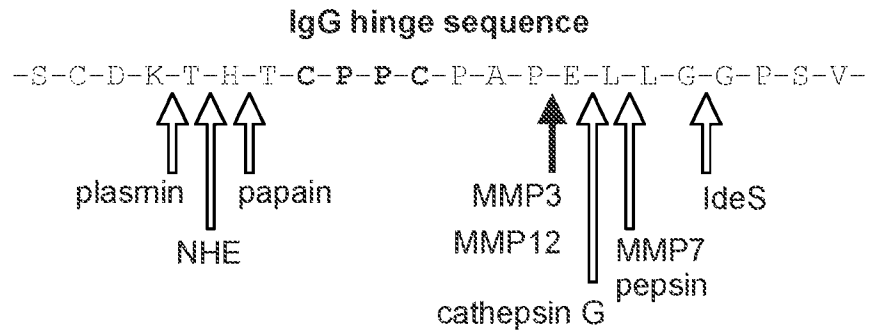 IgG hinge sequence
-S-C-D-K-T-H-T-C-P-P-C-P-A-P-E-L-L-G-G-P-S-V-
plasmin papain MMP3 IdeS
NHE MMP12 MMP7
cathepsin G pepsin